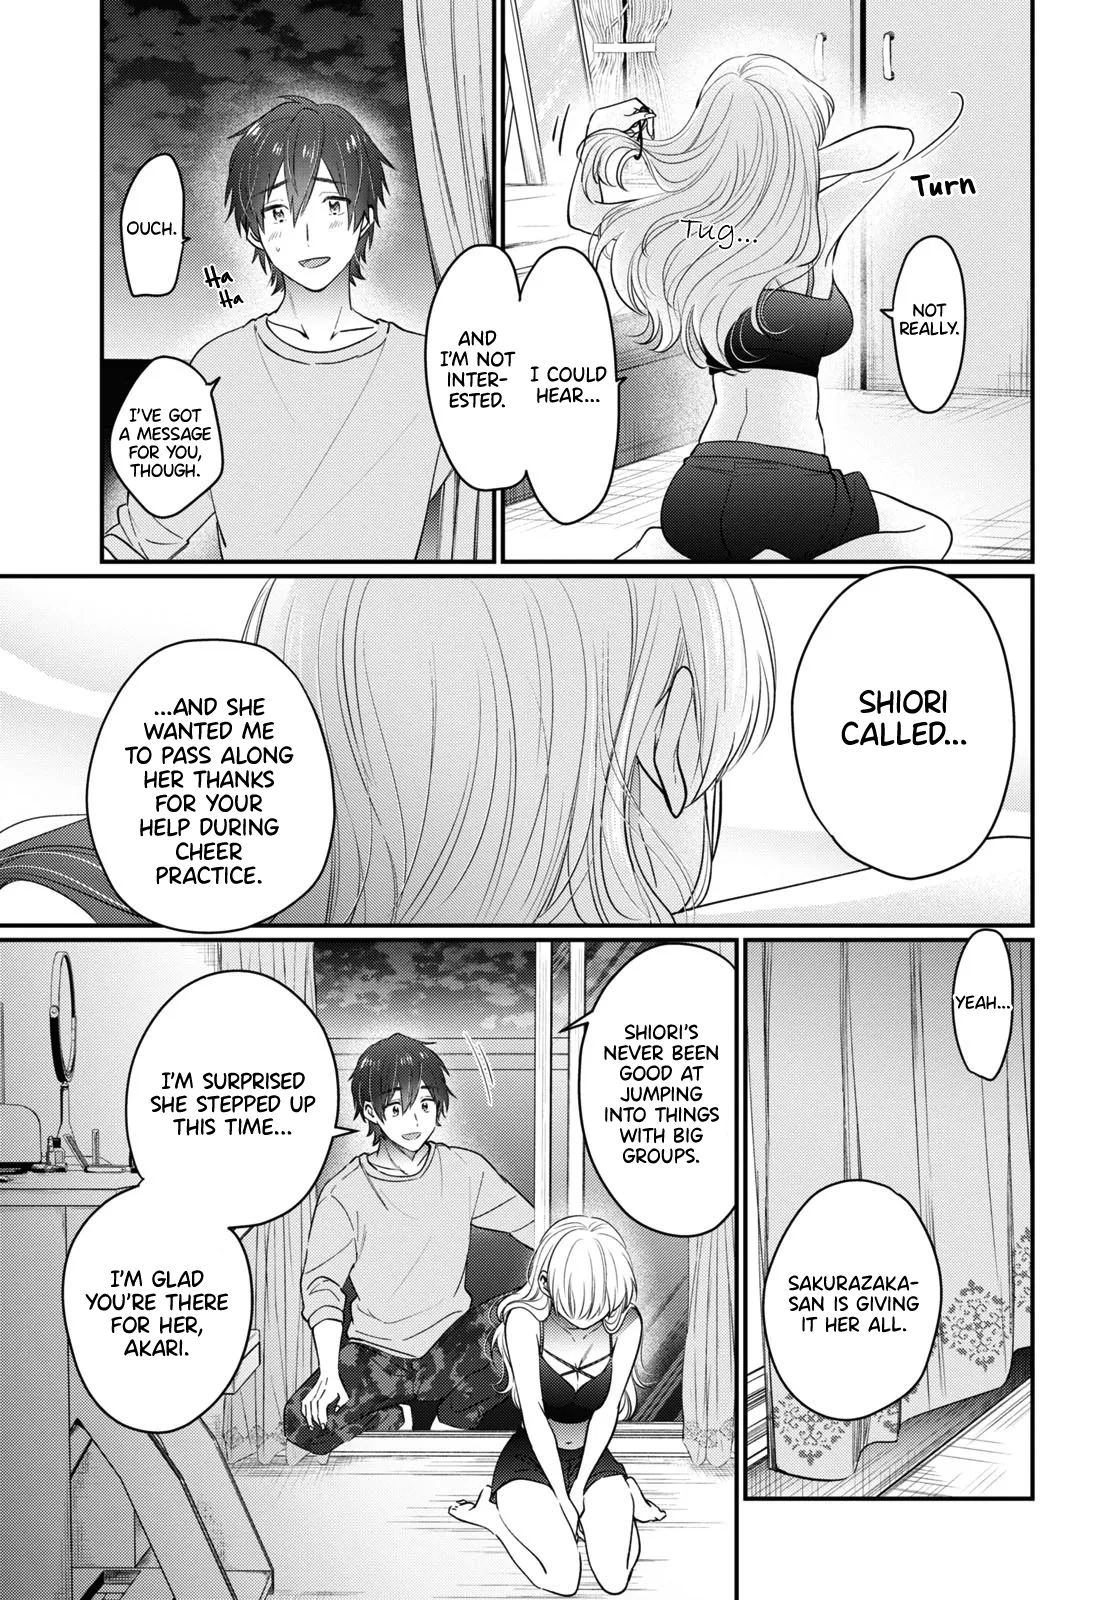 Turn
Tug...
NOT
REALLY.
I COULD
HEAR...
AND
I'M NOT
INTER-
ESTED.
OUCH.
Ha
Ha
I'VE GOT
A MESSAGE
FOR YOU,
THOUGH.
SHIORI
CALLED...
...AND SHE
WANTED ME
TO PASS ALONG
HER THANKS
FOR YOUR
HELP DURING
CHEER
PRACTICE.
YEAH...
SAKURAZAKA-
SAN IS GIVING
IT HER ALL.
SHIORI'S
NEVER BEEN
GOOD AT
JUMPING
INTO THINGS
WITH BIG
GROUPS.
I'M SURPRISED
SHE STEPPED UP
THIS TIME...
I'M GLAD
YOU'RE THERE
FOR HER,
AKARI.